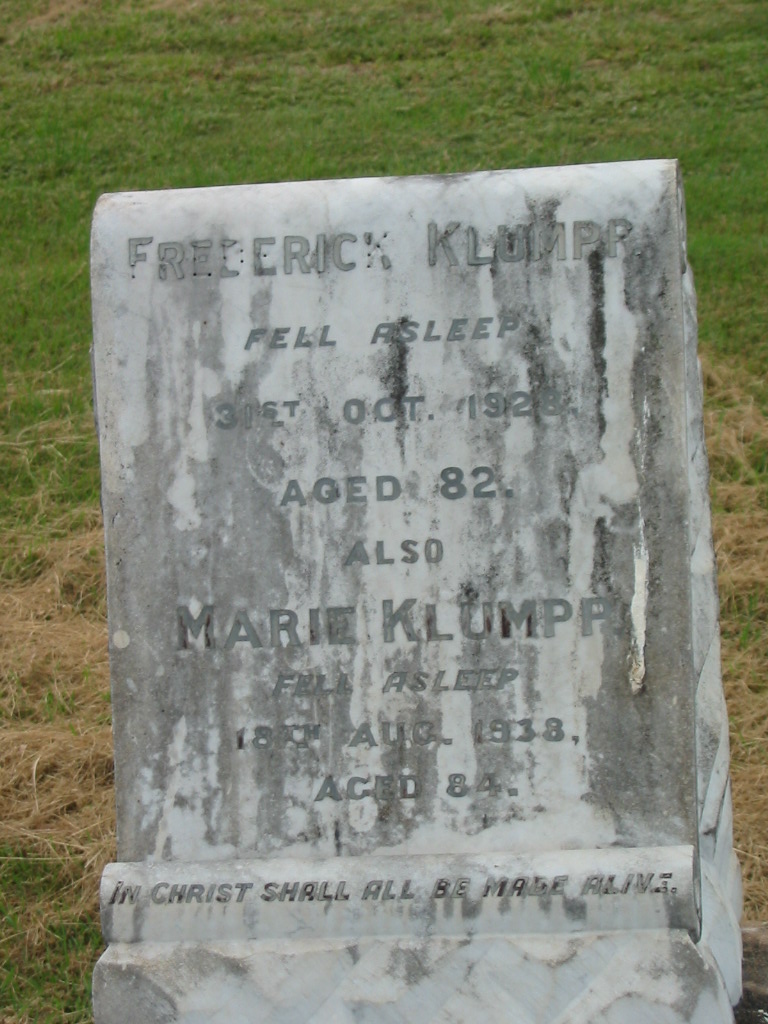 FREDERICK KLUMPP
FELL ASLEEP
31ST OCT. 1928.
AGED 82.
ALSO
MARIE KLUMPP.
FELL ASLEEP
18TH AUG. 1938,
AGED 84.
IN CHRIST SHALL ALL BE MADE ALIVE.